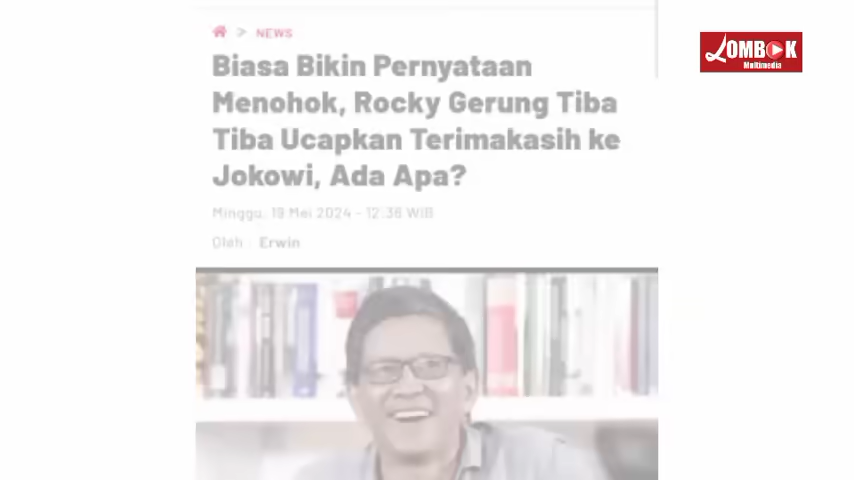 > NEWS
LOMBOK
Multimedia
Biasa Bikin Pernyataan
Menohok, Rocky Gerung Tiba
Tiba Ucapkan Terimakasih ke
Jokowi, Ada Apa?
Minggu, 19 Mei 2024 - 12:36 WIB
Oleh : Erwin